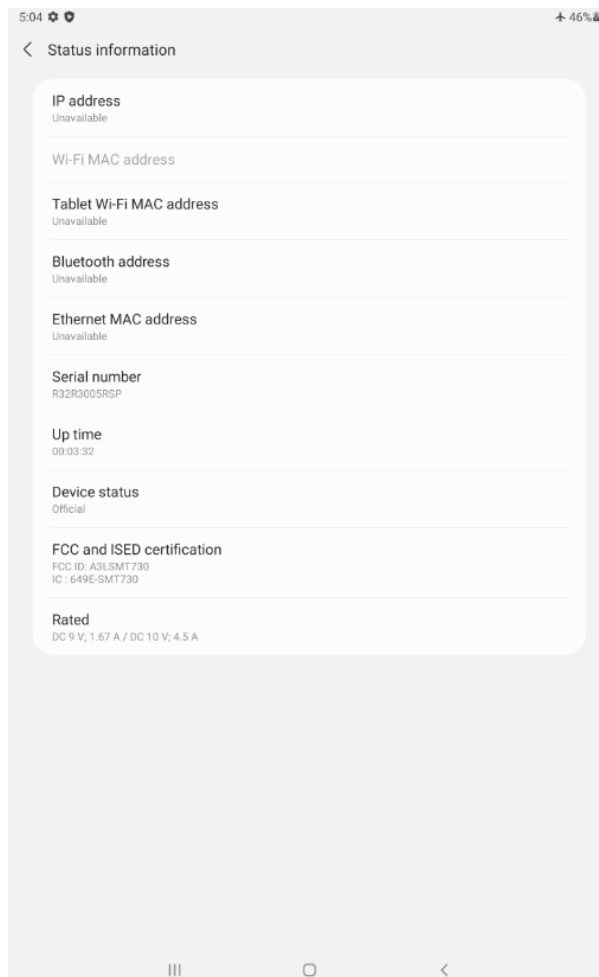 5:04
46%
Status information
IP address
Unavailable
Wi-Fi MAC address
Tablet Wi-Fi MAC address
Unavailable
Bluetooth address
Unavailable
Ethernet MAC address
Unavailable
Serial number
R32R3005RSP
Up time
00:03:32
Device status
Official
FCC and ISED certification
FCC ID: A3LSMT730
IC : 649E-SMT730
Rated
DC 9 V; 1.67 A / DC 10 V; 4.5 A